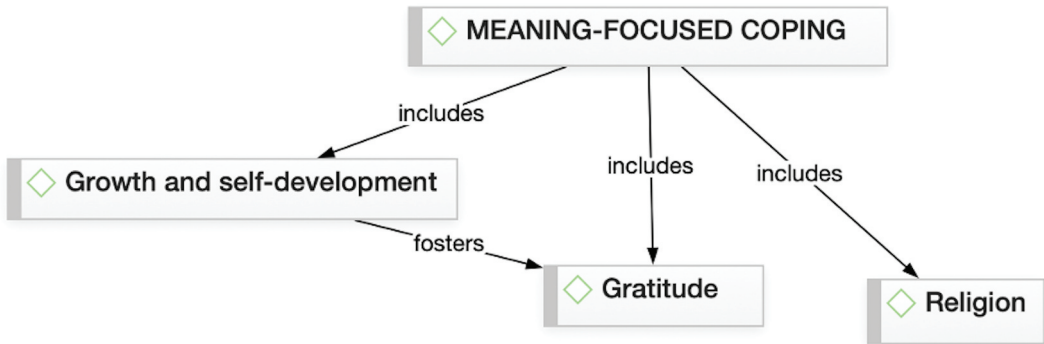 MEANING-FOCUSED COPING
includes
Growth and self-development
includes
includes
fosters
Gratitude
Religion